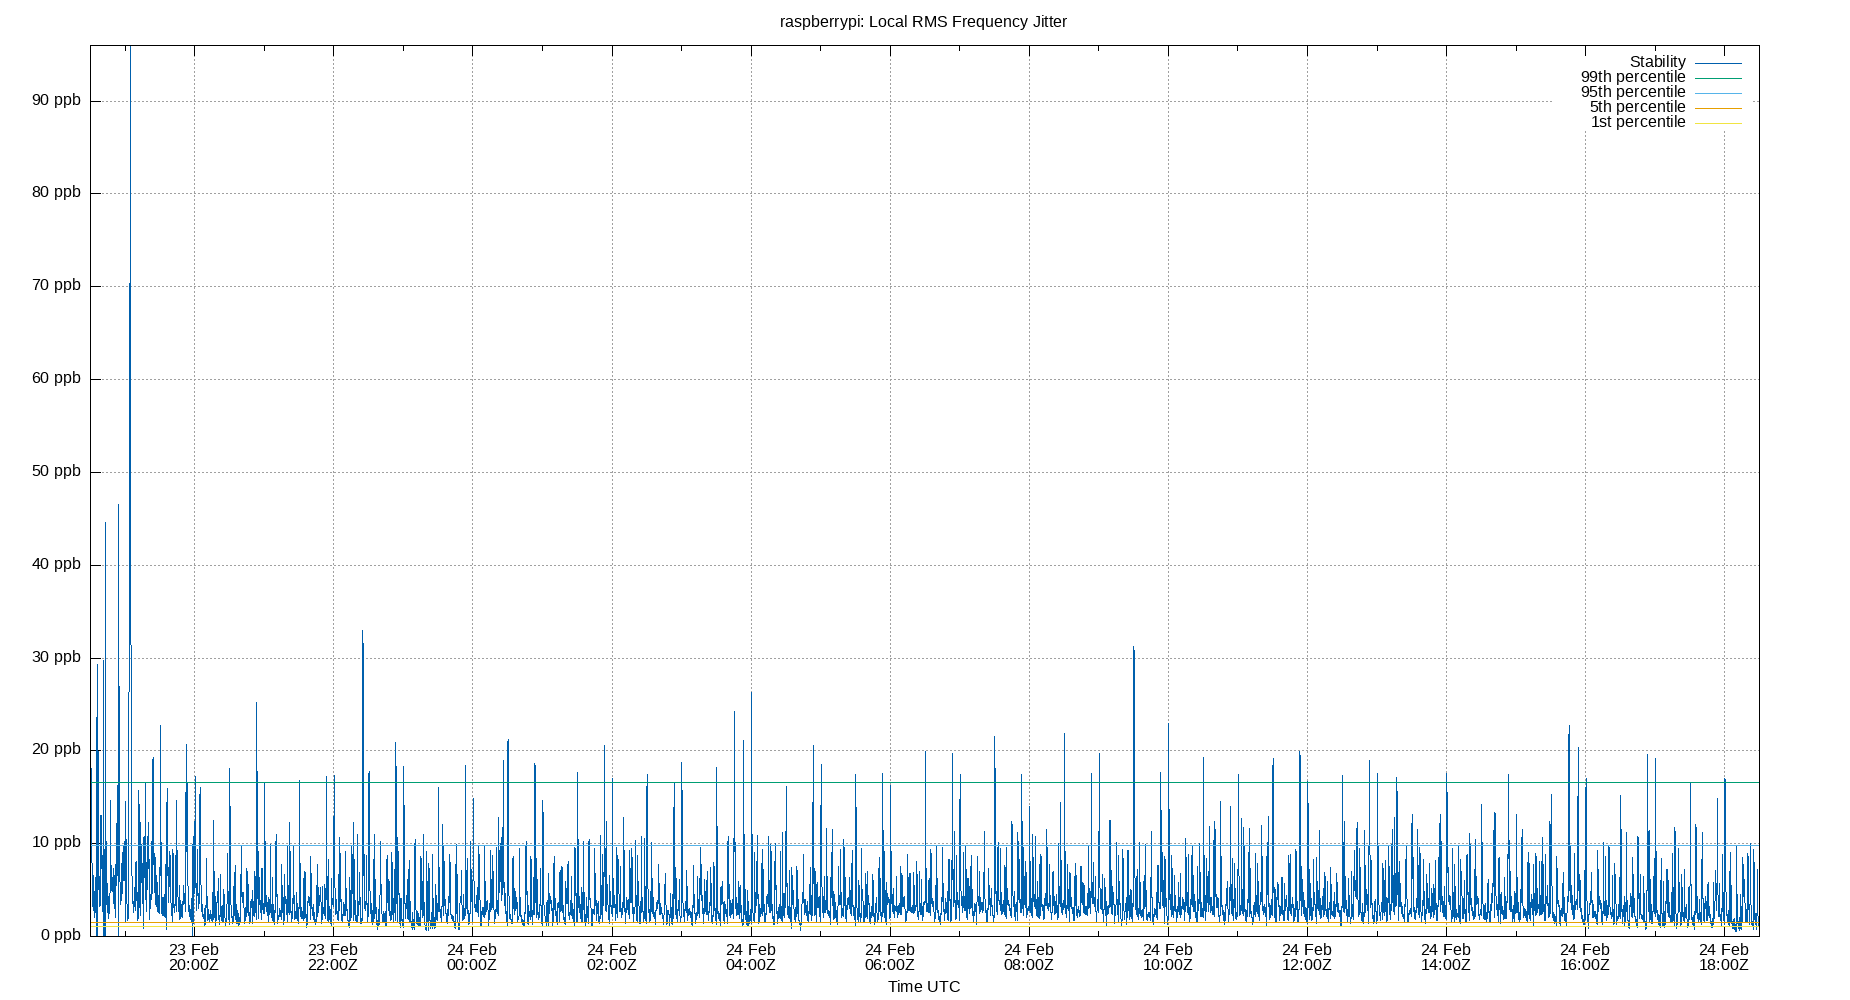 raspberrypi: Local RMS Frequency Jitter
Stability
99th percentile
95th percentile
5th percentile
1st percentile
90 ppb
80 ppb
70 ppb
60 ppb
50 ppb
40 ppb
30 ppb
20 ppb
10 ppb
0 ppb
23 Feb 23 Feb 24 Feb 24 Feb 24 Feb 24 Feb 24 Feb 24 Feb 24 Feb 24 Feb 24 Feb 24 Feb
20:00Z 22:00Z 00:00Z 02:00Z 04:00Z 06:00Z 08:00Z 10:00Z 12:00Z 14:00Z 16:00Z 18:00Z
Time UTC